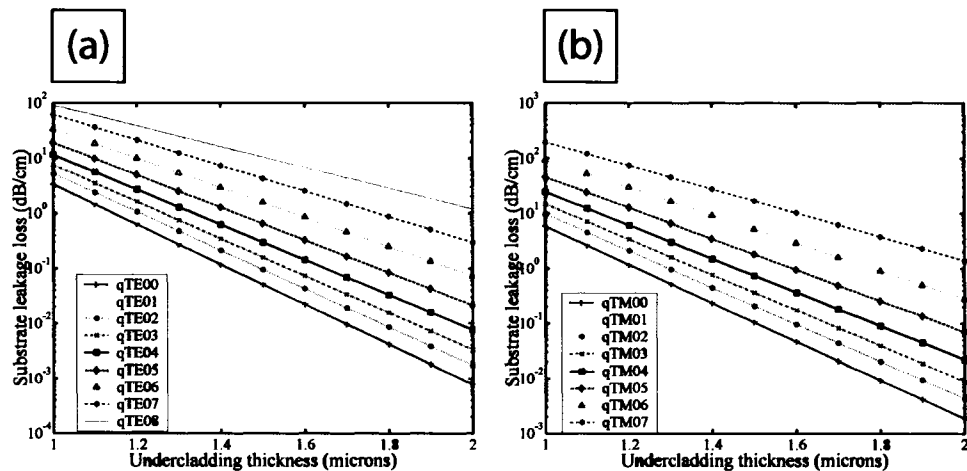 (a)
Substrate leakage loss (dB/cm)
10^2
10^1
10^0
10^-1
10^-2
10^-3
10^-4
qTE00
qTE01
qTE02
qTE03
qTE04
qTE05
qTE06
qTE07
qTE08
1 1.2 1.4 1.6 1.8 2
Undercladding thickness (microns)
(b)
Substrate leakage loss (dB/cm)
10^3
10^2
10^1
10^0
10^-1
10^-2
10^-3
qTM00
qTM01
qTM02
qTM03
qTM04
qTM05
qTM06
qTM07
1 1.2 1.4 1.6 1.8 2
Undercladding thickness (microns)